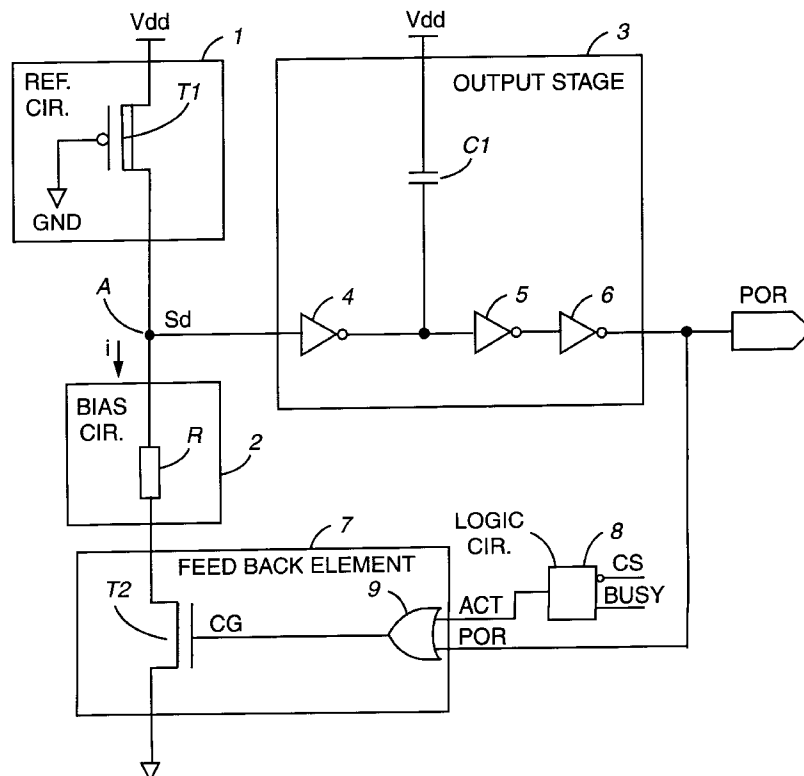 Vdd
1
REF.
CIR.
T1
GND
Vdd
3
OUTPUT STAGE
C1
A
Sd
4
5
6
POR
i
BIAS
CIR.
R
2
7
FEED BACK ELEMENT
T2
CG
9
ACT
POR
LOGIC
CIR.
8
CS
BUSY